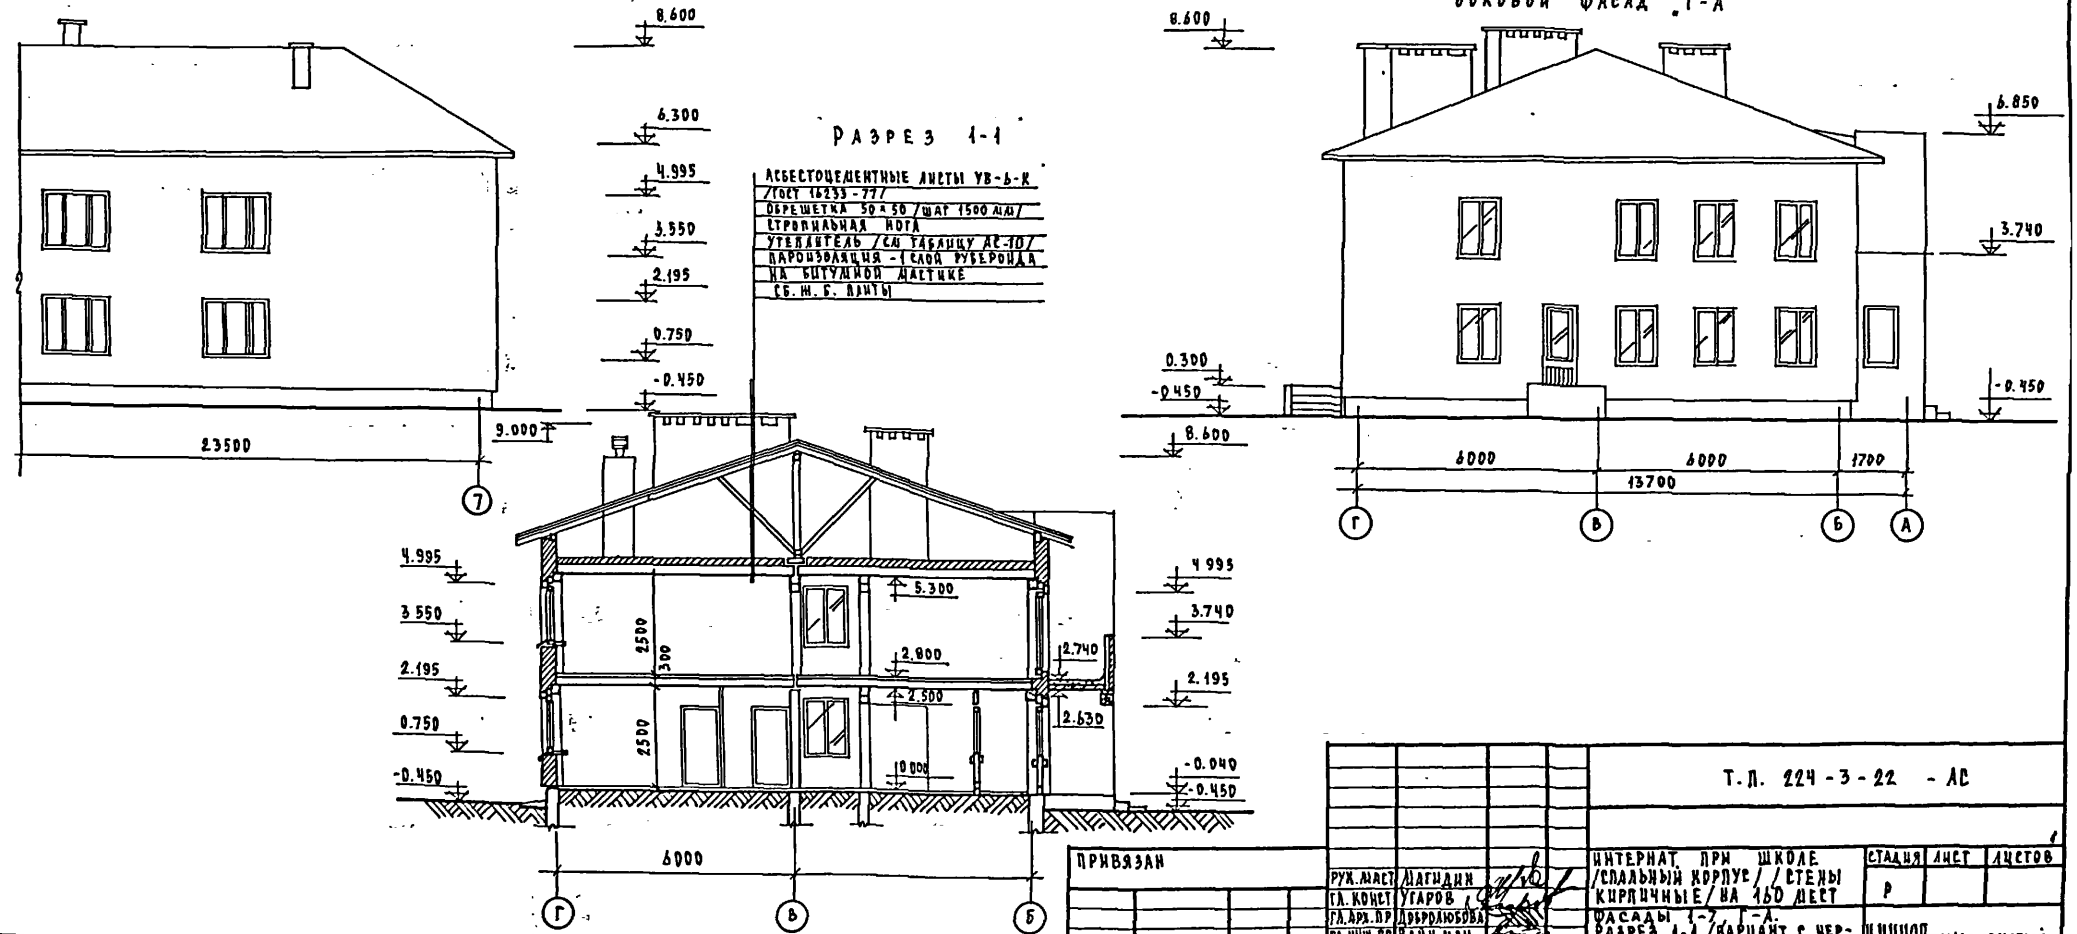 БОКОВОЙ ФАСАД "Г-А"
8.600
6.300
4.995
3.550
2.195
0.750
-0.450
23500
7
РАЗРЕЗ 1-1
АСБЕСТОЦЕМЕНТНЫЕ ЛИСТЫ УВ-6-К
/ГОСТ 16233-77/
ОБРЕШЕТКА 50×50 /ШАГ 1500 ММ/
СТРОПИЛЬНАЯ НОГА
УТЕПЛИТЕЛЬ /СМ ТАБЛИЦУ АС-10/
ПАРОИЗОЛЯЦИЯ - 1 СЛОЙ РУБЕРОИДА
НА БИТУМНОЙ МАСТИКЕ
СБ. Ж. Б. ПЛИТЫ
8.600
0.300
-0.450
6.850
3.740
-0.450
6000
6000
1700
13700
Г
В
Б
А
9.000
8.600
4.995
3 550
2.195
0.750
-0.450
2500
300
2500
5.300
2.800
2.500
0.000
2.740
2.630
4 995
3.740
2.195
-0.040
-0.450
6000
Г
В
Б
Т.П. 224-3-22 - АС
ПРИВЯЗАН
РУК.МАСТ МАГИДИН
ГЛ. КОНСТ УГАРОВ
ГЛ.АРХ.ПР ДОБРОЛЮБОВА
ИНТЕРНАТ ПРИ ШКОЛЕ
/СПАЛЬНЫЙ КОРПУС/ /СТЕНЫ
КИРПИЧНЫЕ/ НА 160 МЕСТ
СТАДИЯ ЛИСТ ЛИСТОВ
Р
ФАСАДЫ 1-7, Г-А.
РАЗРЕЗ 1-1 /ВАРИАНТ С ЧЕР-